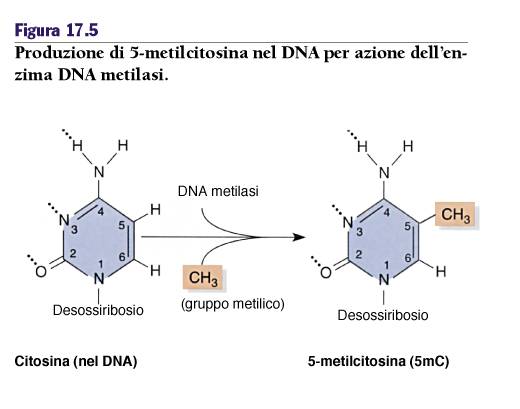 Figura 17.5
Produzione di 5-metilcitosina nel DNA per azione dell'en-
zima DNA metilasi.
H H
N
4
N 3
5
H
2
1
6
O
N
H
Desossiribosio
DNA metilasi
CH3
(gruppo metilico)
H H
N
4
N 3
5
CH3
2
1
6
O
N
H
Desossiribosio
Citosina (nel DNA)
5-metilcitosina (5mC)